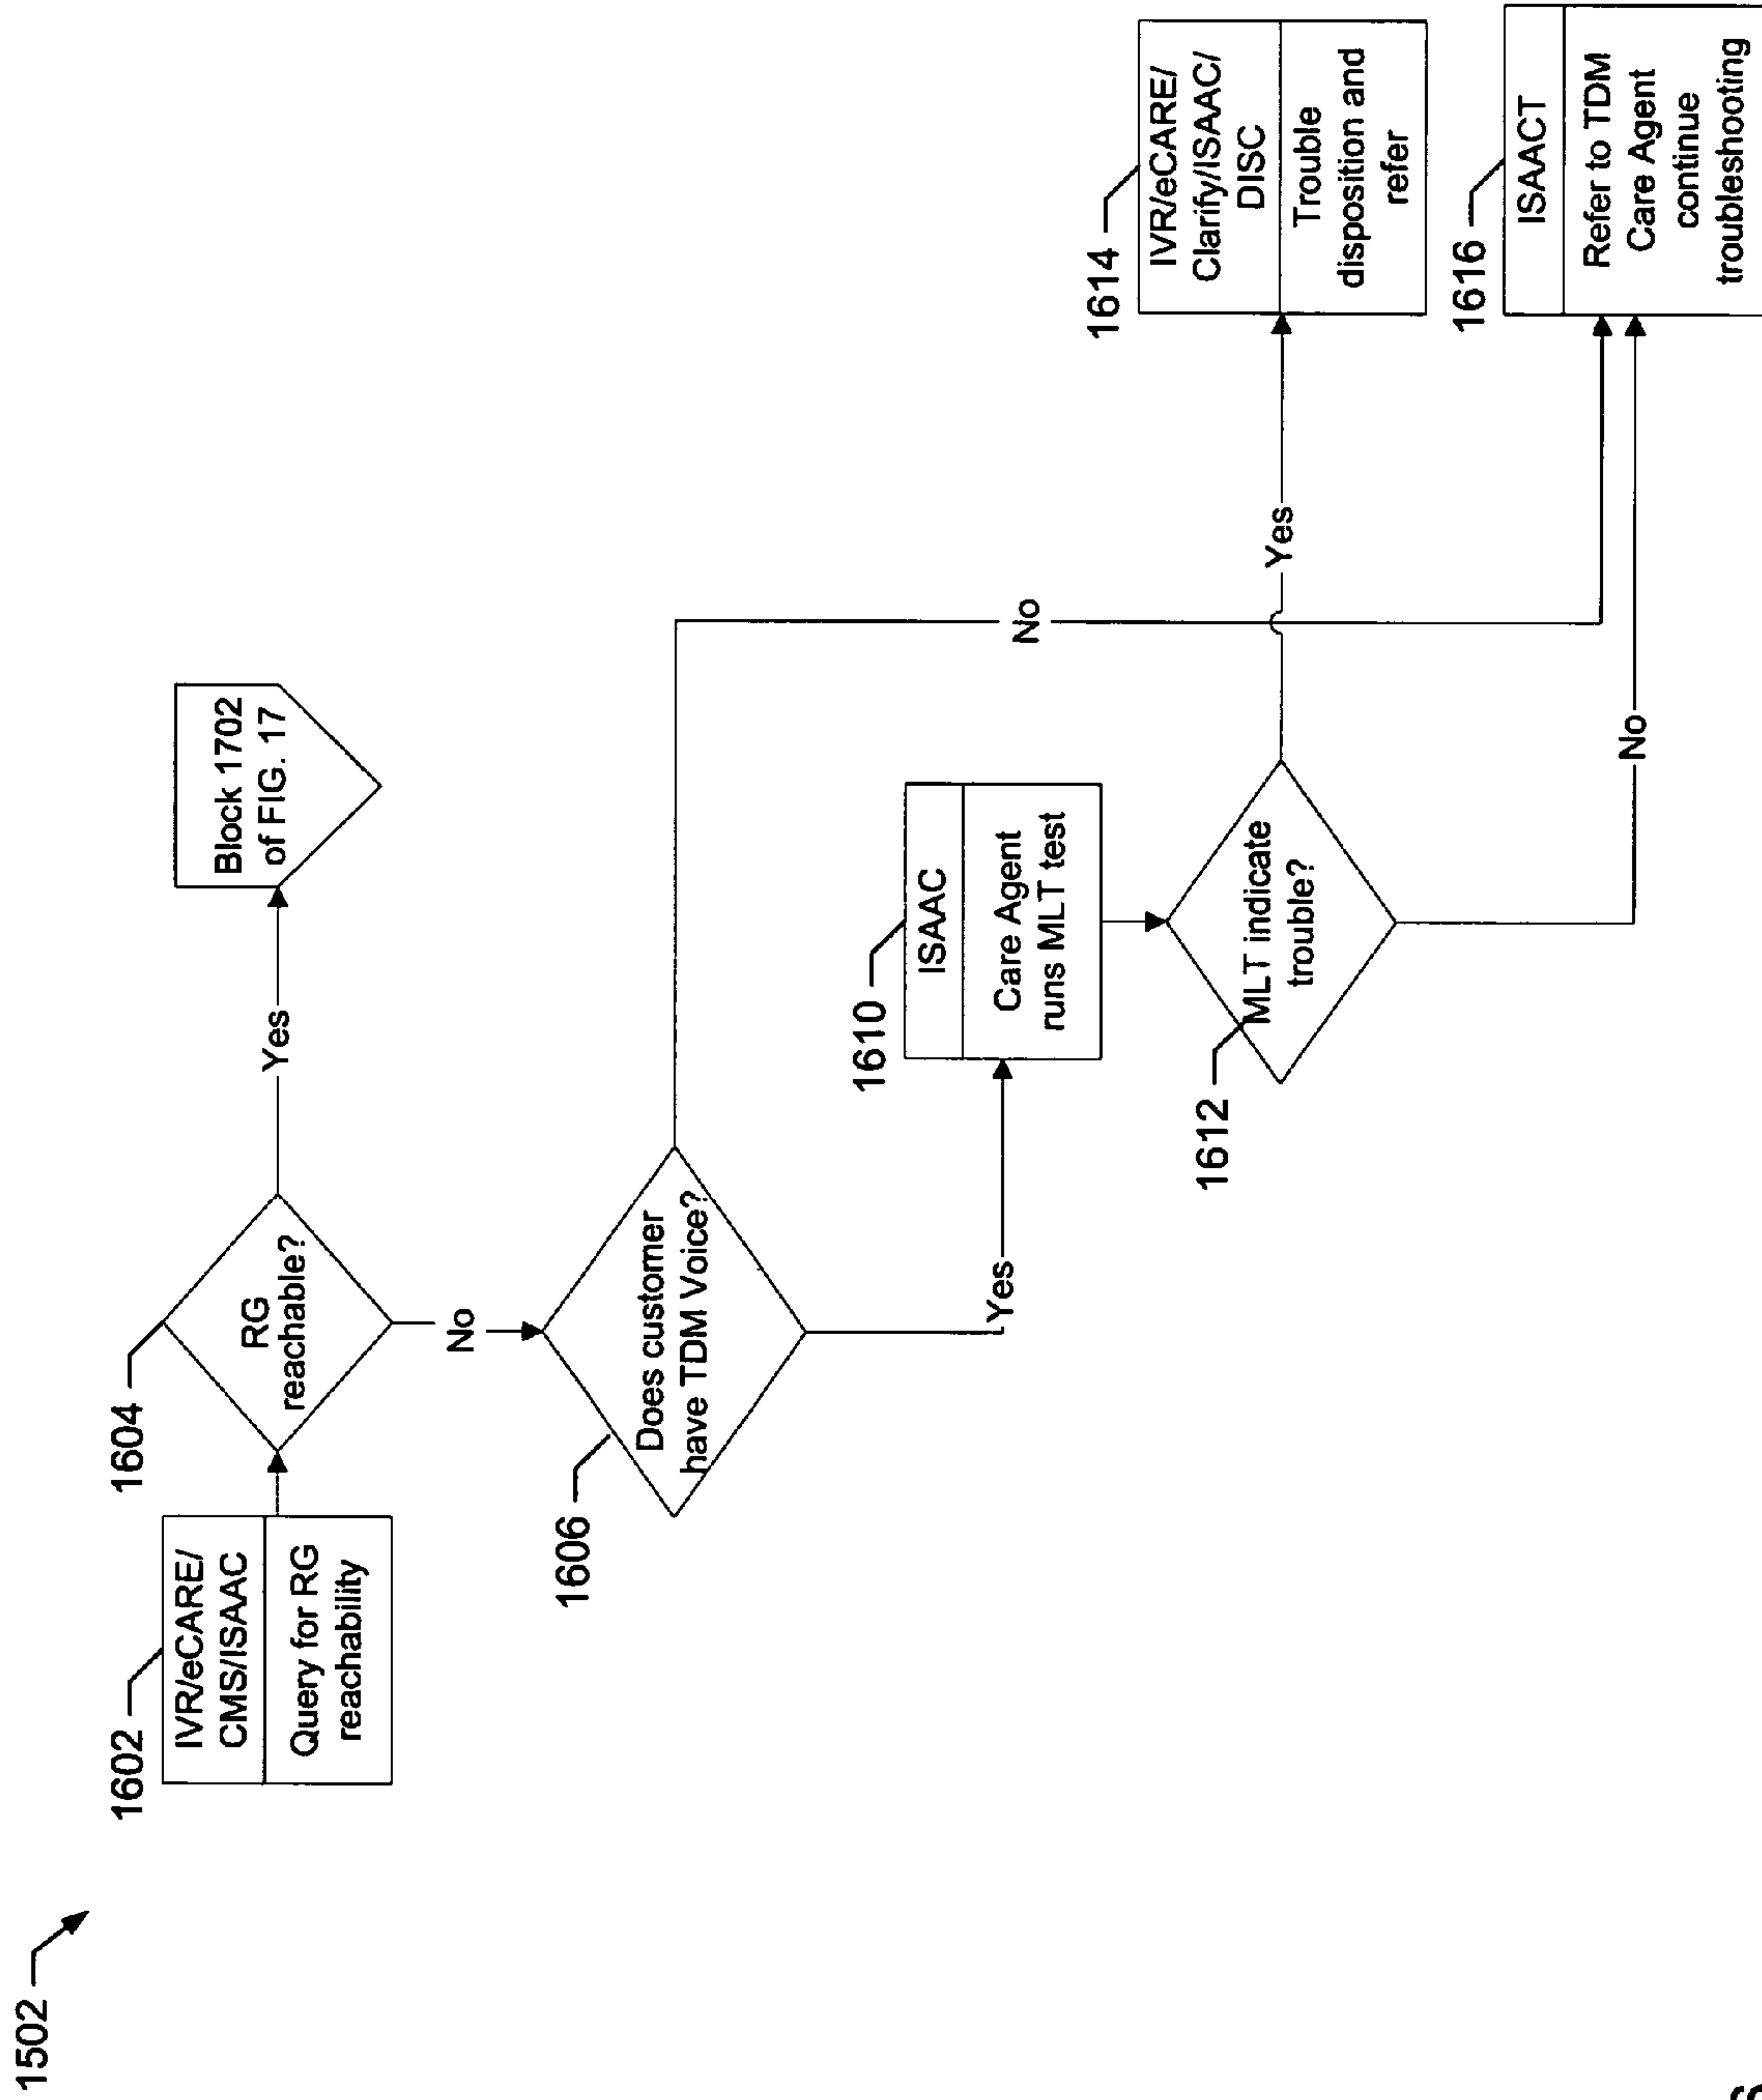 1502
1602
IVR/eCARE/
CMS/ISAAC
Query for RG
reachability
1604
RG
reachable?
Yes
Block 1702
of FIG. 17
No
1606
Does customer
have TDM Voice?
No
Yes
1610
ISAAC
Care Agent
runs MLT test
1612
MLT indicate
trouble?
Yes
1614
IVR/eCARE/
Clarify/ISAAC/
DISC
Trouble
disposition and
refer
No
1616
ISAACT
Refer to TDM
Care Agent
continue
troubleshooting